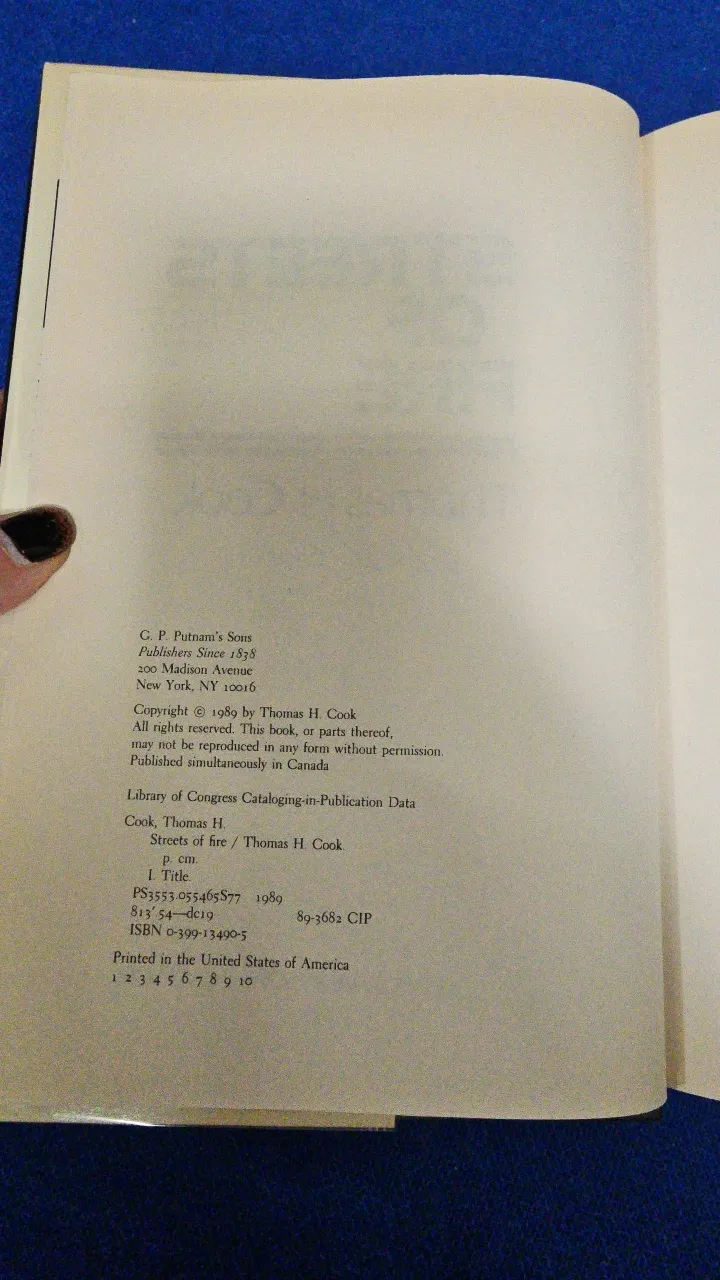 G. P. Putnam's Sons
Publishers Since 1838
200 Madison Avenue
New York, NY 10016
Copyright © 1989 by Thomas H. Cook
All rights reserved. This book, or parts thereof,
may not be reproduced in any form without permission.
Published simultaneously in Canada
Library of Congress Cataloging-in-Publication Data
Cook, Thomas H.
Streets of fire / Thomas H. Cook.
p. cm.
I. Title.
PS3553.O55465S77 1989
813'.54—dc19 89-3682 CIP
ISBN 0-399-13490-5
Printed in the United States of America
1 2 3 4 5 6 7 8 9 10